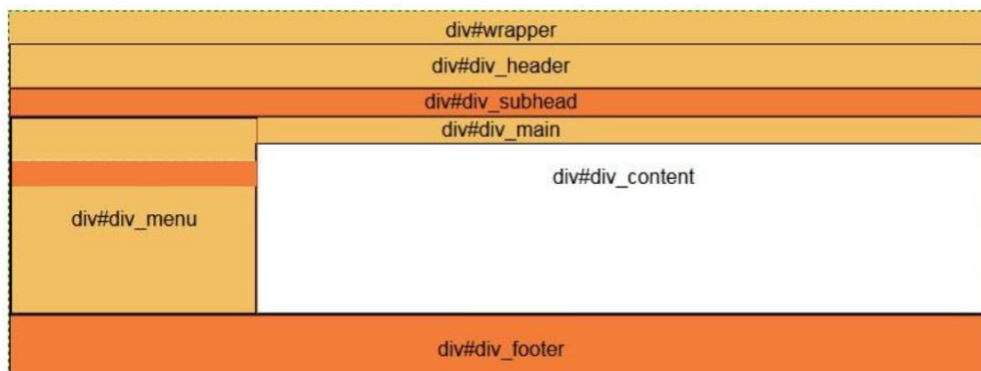 div#wrapper
div#div_header
div#div_subhead
div#div_main
div#div_content
div#div_menu
div#div_footer